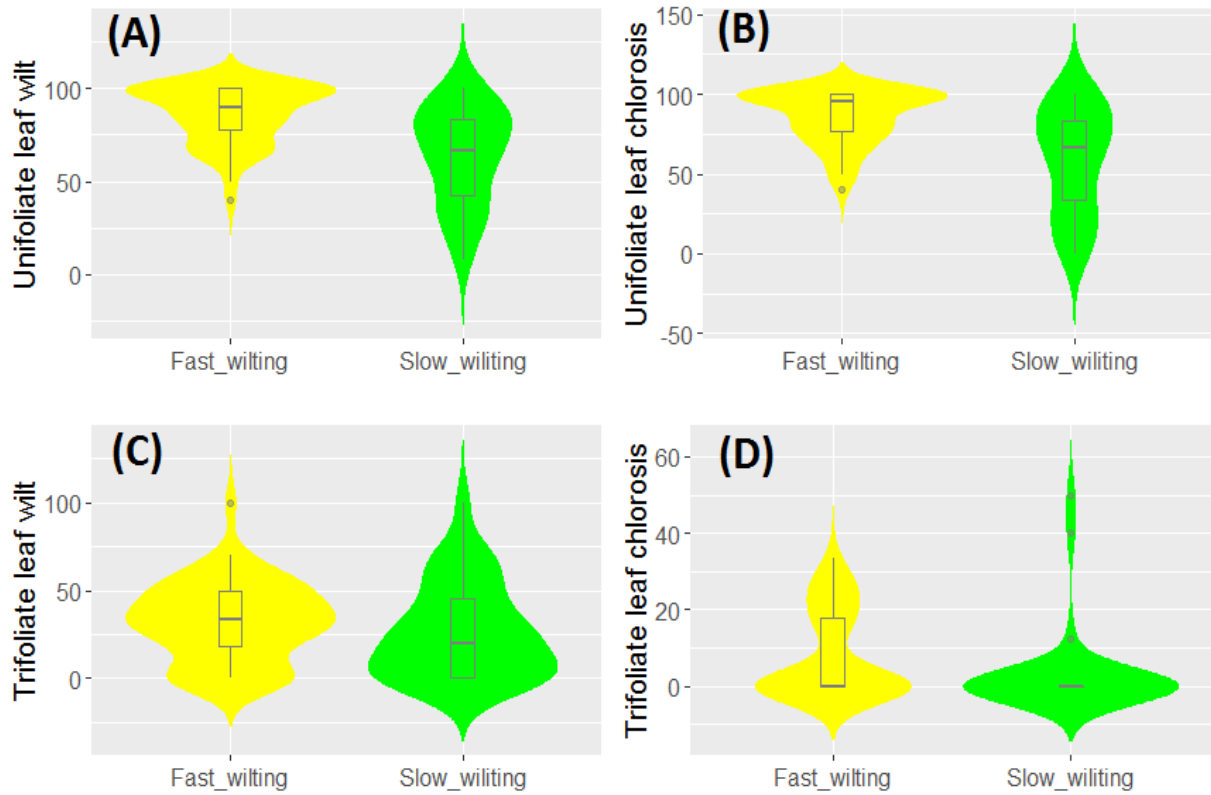 (A)
Unifoliate leaf wilt
100
50
0
Fast_wilting Slow_wiliting
(B)
Unifoliate leaf chlorosis
150
100
50
0
-50
Fast_wilting Slow_wiliting
(C)
Trifoliate leaf wilt
100
50
0
Fast_wilting Slow_wiliting
(D)
Trifoliate leaf chlorosis
60
40
20
0
Fast_wilting Slow_wiliting